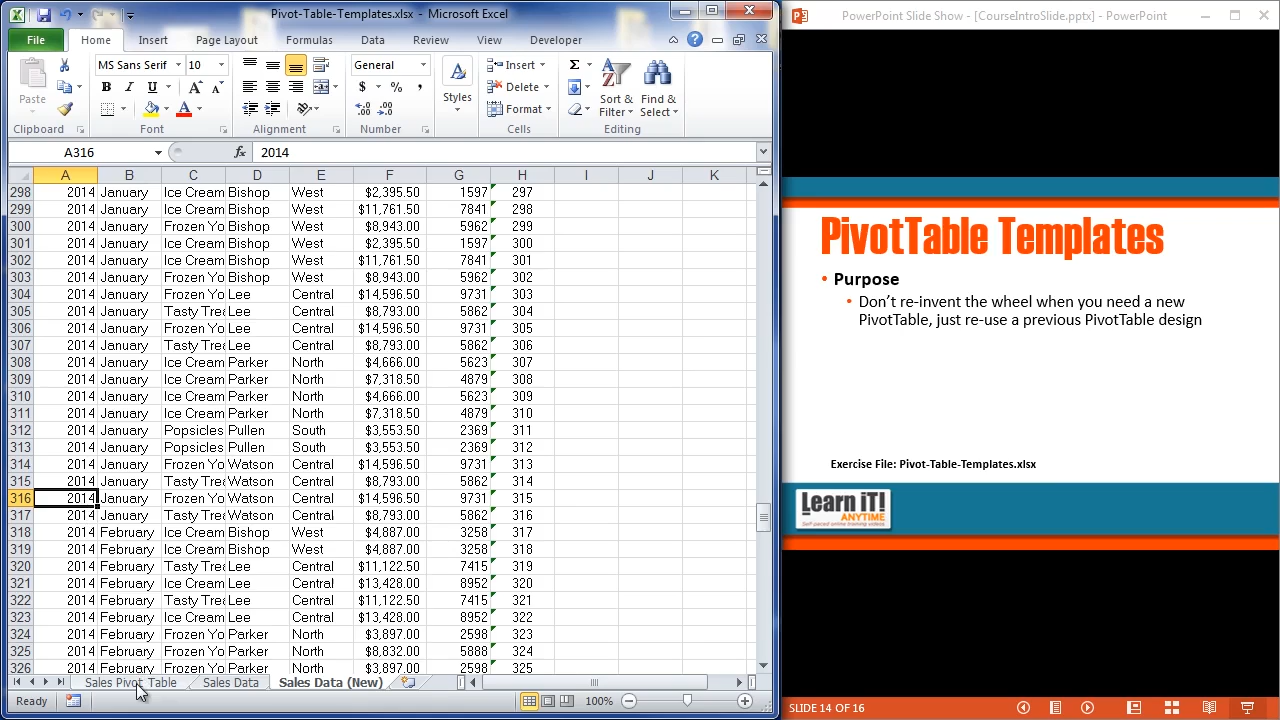 Pivot-Table-Templates.xlsx - Microsoft Excel
File Home Insert Page Layout Formulas Data Review View Developer
Paste MS Sans Serif 10 General Styles Insert Delete Format Sort & Filter Find & Select
$ % ,
Clipboard Font Alignment Number Cells Editing
A316 fx 2014
A B C D E F G H I J K
298 2014 January Ice Cream Bishop West $2,395.50 1597 297
299 2014 January Ice Cream Bishop West $11,761.50 7841 298
300 2014 January Frozen Yo Bishop West $8,943.00 5962 299
301 2014 January Ice Cream Bishop West $2,395.50 1597 300
302 2014 January Ice Cream Bishop West $11,761.50 7841 301
303 2014 January Frozen Yo Bishop West $8,943.00 5962 302
304 2014 January Frozen Yo Lee Central $14,596.50 9731 303
305 2014 January Tasty Trea Lee Central $8,793.00 5862 304
306 2014 January Frozen Yo Lee Central $14,596.50 9731 305
307 2014 January Tasty Trea Lee Central $8,793.00 5862 306
308 2014 January Ice Cream Parker North $4,666.00 5623 307
309 2014 January Ice Cream Parker North $7,318.50 4879 308
310 2014 January Ice Cream Parker North $4,666.00 5623 309
311 2014 January Ice Cream Parker North $7,318.50 4879 310
312 2014 January Popsicles Pullen South $3,553.50 2369 311
313 2014 January Popsicles Pullen South $3,553.50 2369 312
314 2014 January Frozen Yo Watson Central $14,596.50 9731 313
315 2014 January Tasty Trea Watson Central $8,793.00 5862 314
316 2014 January Frozen Yo Watson Central $14,596.50 9731 315
317 2014 January Tasty Trea Watson Central $8,793.00 5862 316
318 2014 February Ice Cream Bishop West $4,887.00 3258 317
319 2014 February Ice Cream Bishop West $4,887.00 3258 318
320 2014 February Tasty Trea Lee Central $11,122.50 7415 319
321 2014 February Ice Cream Lee Central $13,428.00 8952 320
322 2014 February Tasty Trea Lee Central $11,122.50 7415 321
323 2014 February Ice Cream Lee Central $13,428.00 8952 322
324 2014 February Frozen Yo Parker North $3,897.00 2598 323
325 2014 February Frozen Yo Parker North $8,832.00 5888 324
326 2014 February Frozen Yo Parker North $3,897.00 2598 325
Sales Pivot Table Sales Data Sales Data (New)
Ready 100%
PowerPoint Slide Show - [CourseIntroSlide.pptx] - PowerPoint
PivotTable Templates
• Purpose
• Don't re-invent the wheel when you need a new
PivotTable, just re-use a previous PivotTable design
Exercise File: Pivot-Table-Templates.xlsx
Learn iT!
ANYTIME
Self-paced online training videos.
SLIDE 14 OF 16